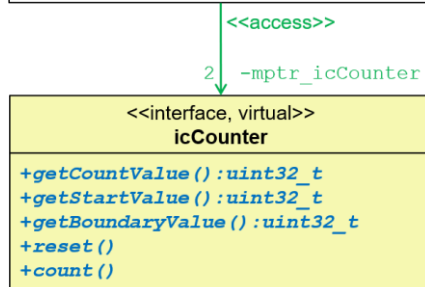 <<access>>
2 -mptr_icCounter
<<interface, virtual>>
icCounter
+getCountValue():uint32_t
+getStartValue():uint32_t
+getBoundaryValue():uint32_t
+reset()
+count()